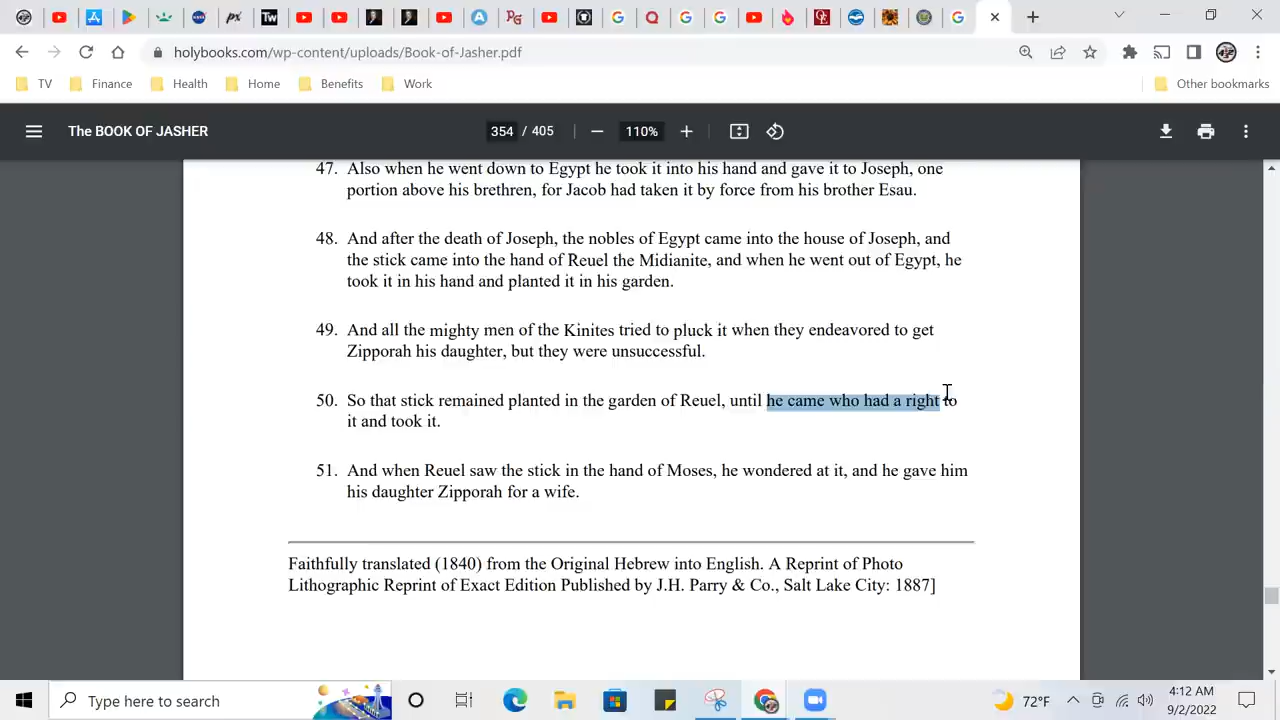 holybooks.com/wp-content/uploads/Book-of-Jasher.pdf
TV Finance Health Home Benefits Work Other bookmarks
The BOOK OF JASHER 354 / 405 110%
47. Also when he went down to Egypt he took it into his hand and gave it to Joseph, one
portion above his brethren, for Jacob had taken it by force from his brother Esau.
48. And after the death of Joseph, the nobles of Egypt came into the house of Joseph, and
the stick came into the hand of Reuel the Midianite, and when he went out of Egypt, he
took it in his hand and planted it in his garden.
49. And all the mighty men of the Kinites tried to pluck it when they endeavored to get
Zipporah his daughter, but they were unsuccessful.
50. So that stick remained planted in the garden of Reuel, until he came who had a right to
it and took it.
51. And when Reuel saw the stick in the hand of Moses, he wondered at it, and he gave him
his daughter Zipporah for a wife.
Faithfully translated (1840) from the Original Hebrew into English. A Reprint of Photo
Lithographic Reprint of Exact Edition Published by J.H. Parry & Co., Salt Lake City: 1887]
Type here to search
72°F
4:12 AM
9/2/2022